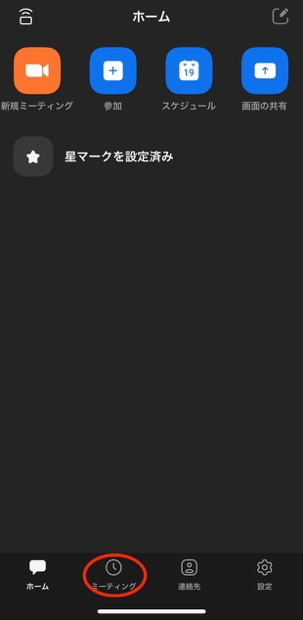 ホーム
19
新規ミーティング 参加 スケジュール 画面の共有
星マークを設定済み
ホーム ミーティング 連絡先 設定